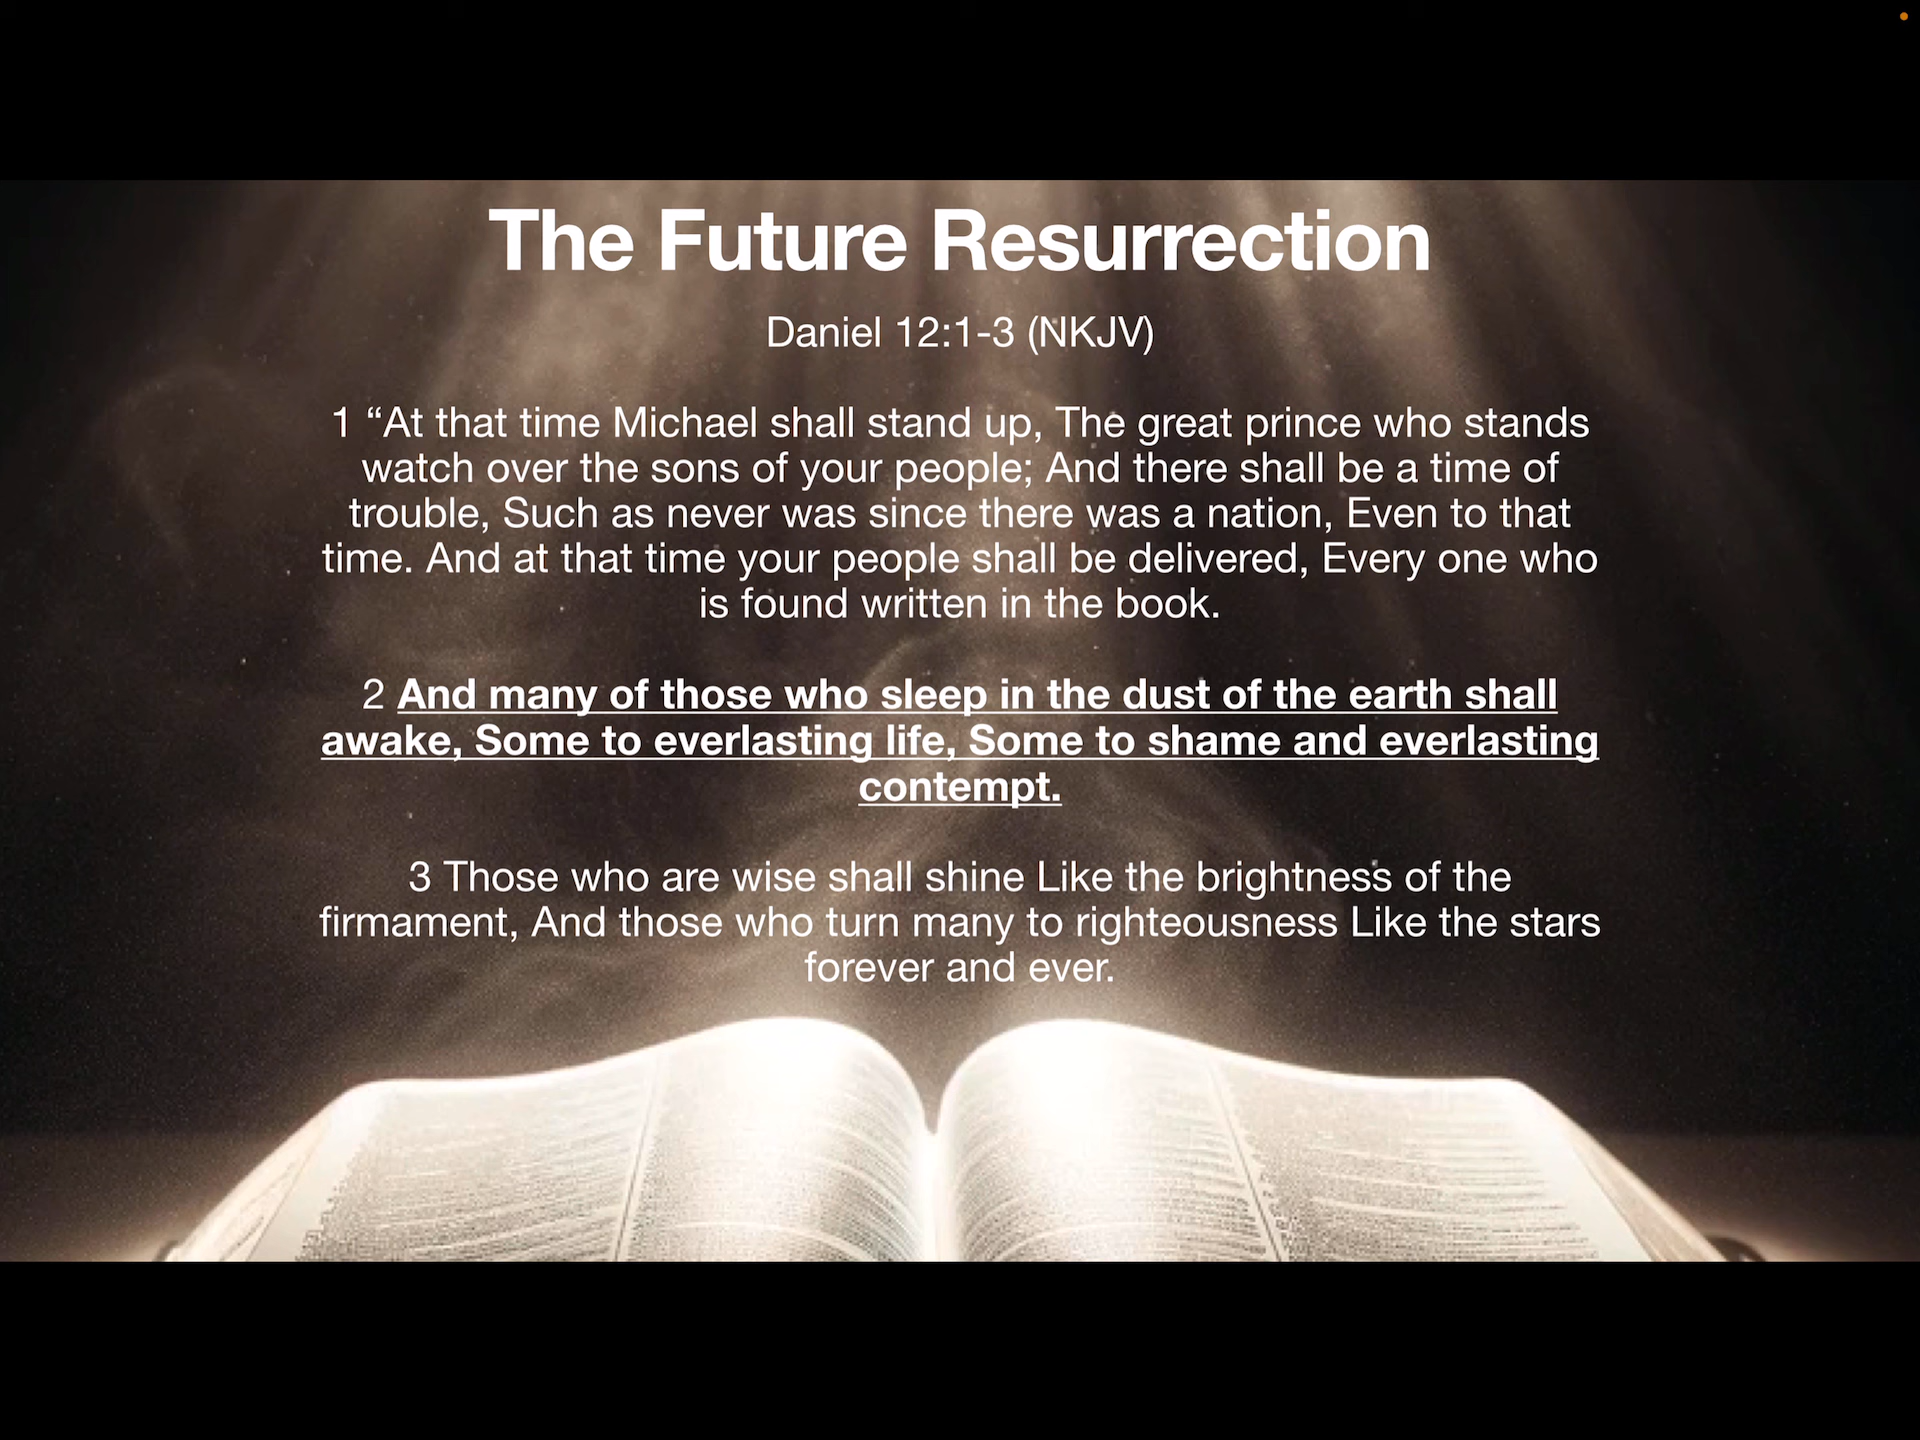 The Future Resurrection
Daniel 12:1-3 (NKJV)
1 “At that time Michael shall stand up, The great prince who stands
watch over the sons of your people; And there shall be a time of
trouble, Such as never was since there was a nation, Even to that
time. And at that time your people shall be delivered, Every one who
is found written in the book.
2 And many of those who sleep in the dust of the earth shall
awake, Some to everlasting life, Some to shame and everlasting
contempt.
3 Those who are wise shall shine Like the brightness of the
firmament, And those who turn many to righteousness Like the stars
forever and ever.